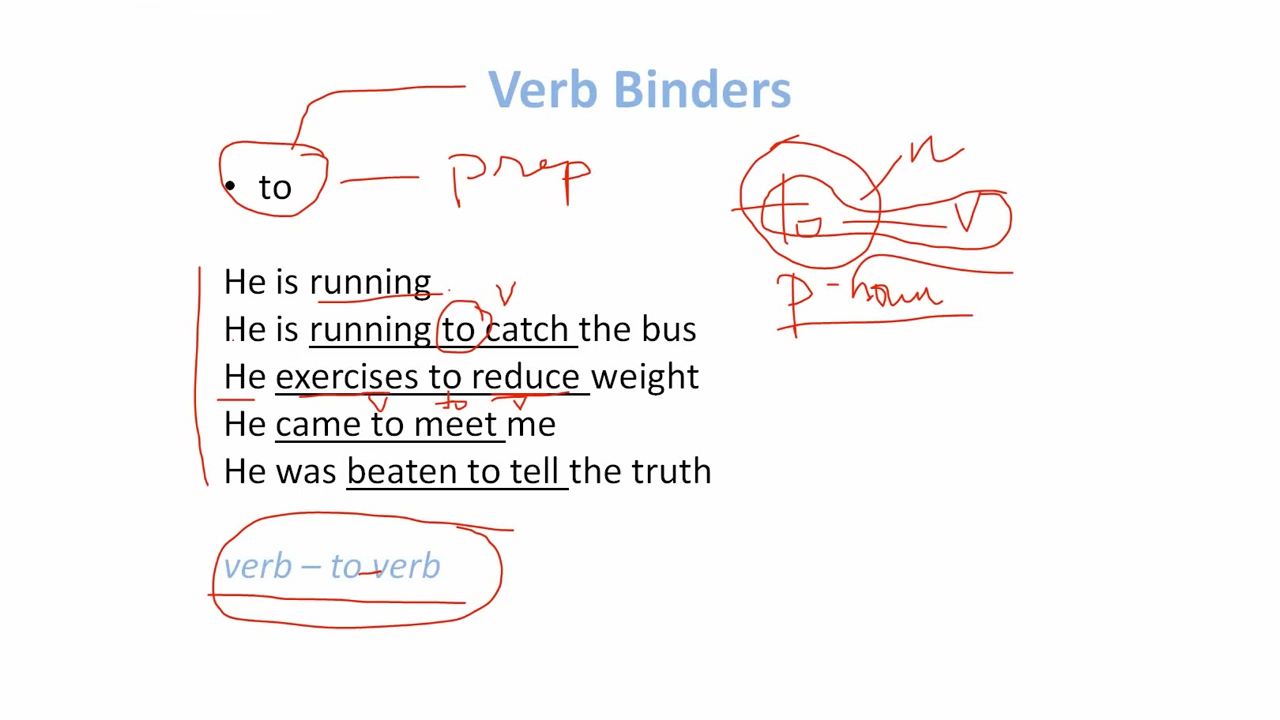 Verb Binders
• to prep
n
to V
p-noun
He is running
V
He is running to catch the bus
He exercises to reduce weight
V to V
He came to meet me
He was beaten to tell the truth
verb – to-verb